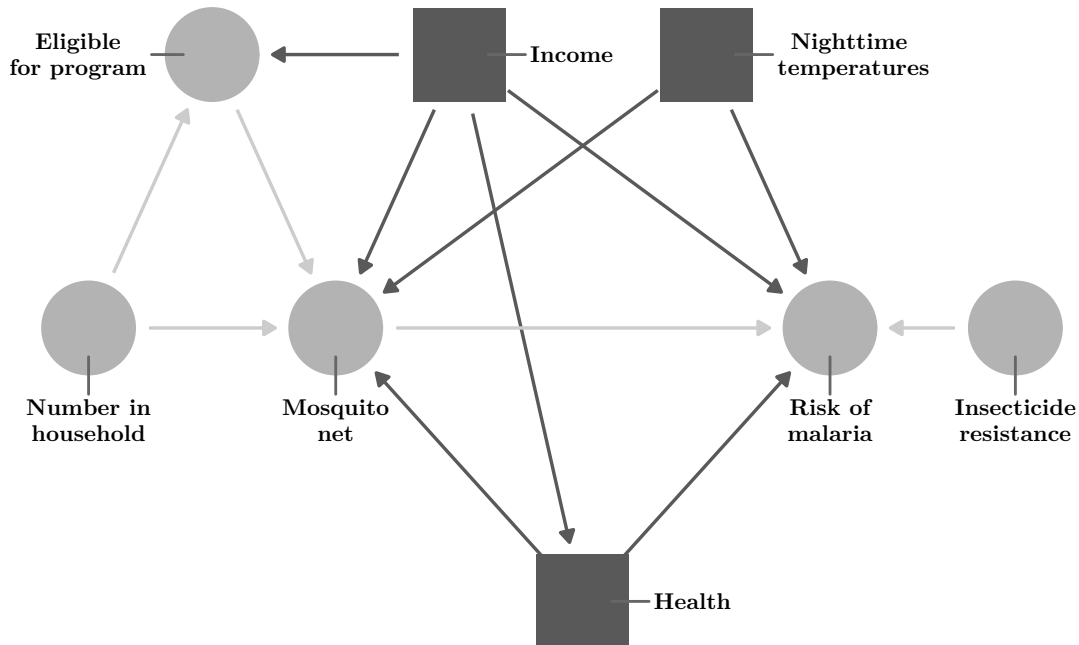 Eligible
for program
Income
Nighttime
temperatures
Number in
household
Mosquito
net
Risk of
malaria
Insecticide
resistance
Health